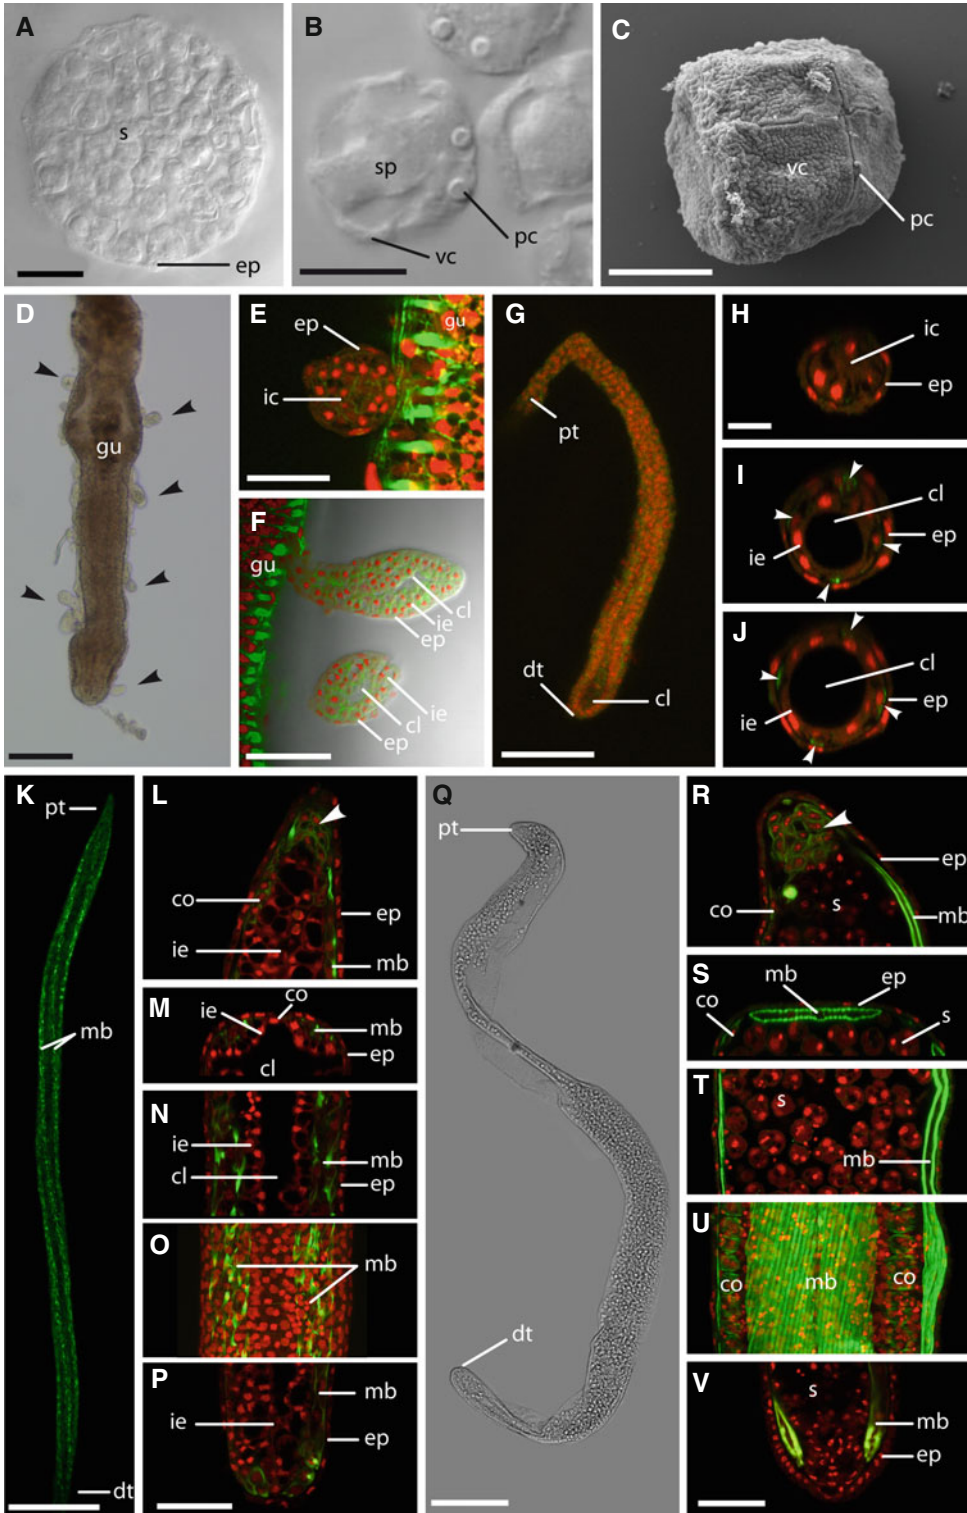 A
s
ep
B
sp
pc
vc
C
vc
pc
D
gu
E
ep
gu
ic
F
gu
cl
ie
ep
ie
cl
ep
G
pt
dt
cl
H
ic
ep
I
cl
ep
ie
J
cl
ep
ie
K
pt
mb
dt
L
co
ep
ie
mb
M
co
ie
mb
ep
cl
N
ie
mb
cl
ep
O
mb
P
mb
ie
ep
Q
pt
dt
R
ep
s
co
mb
S
mb
ep
co
s
T
s
mb
U
co
mb
co
V
s
mb
ep